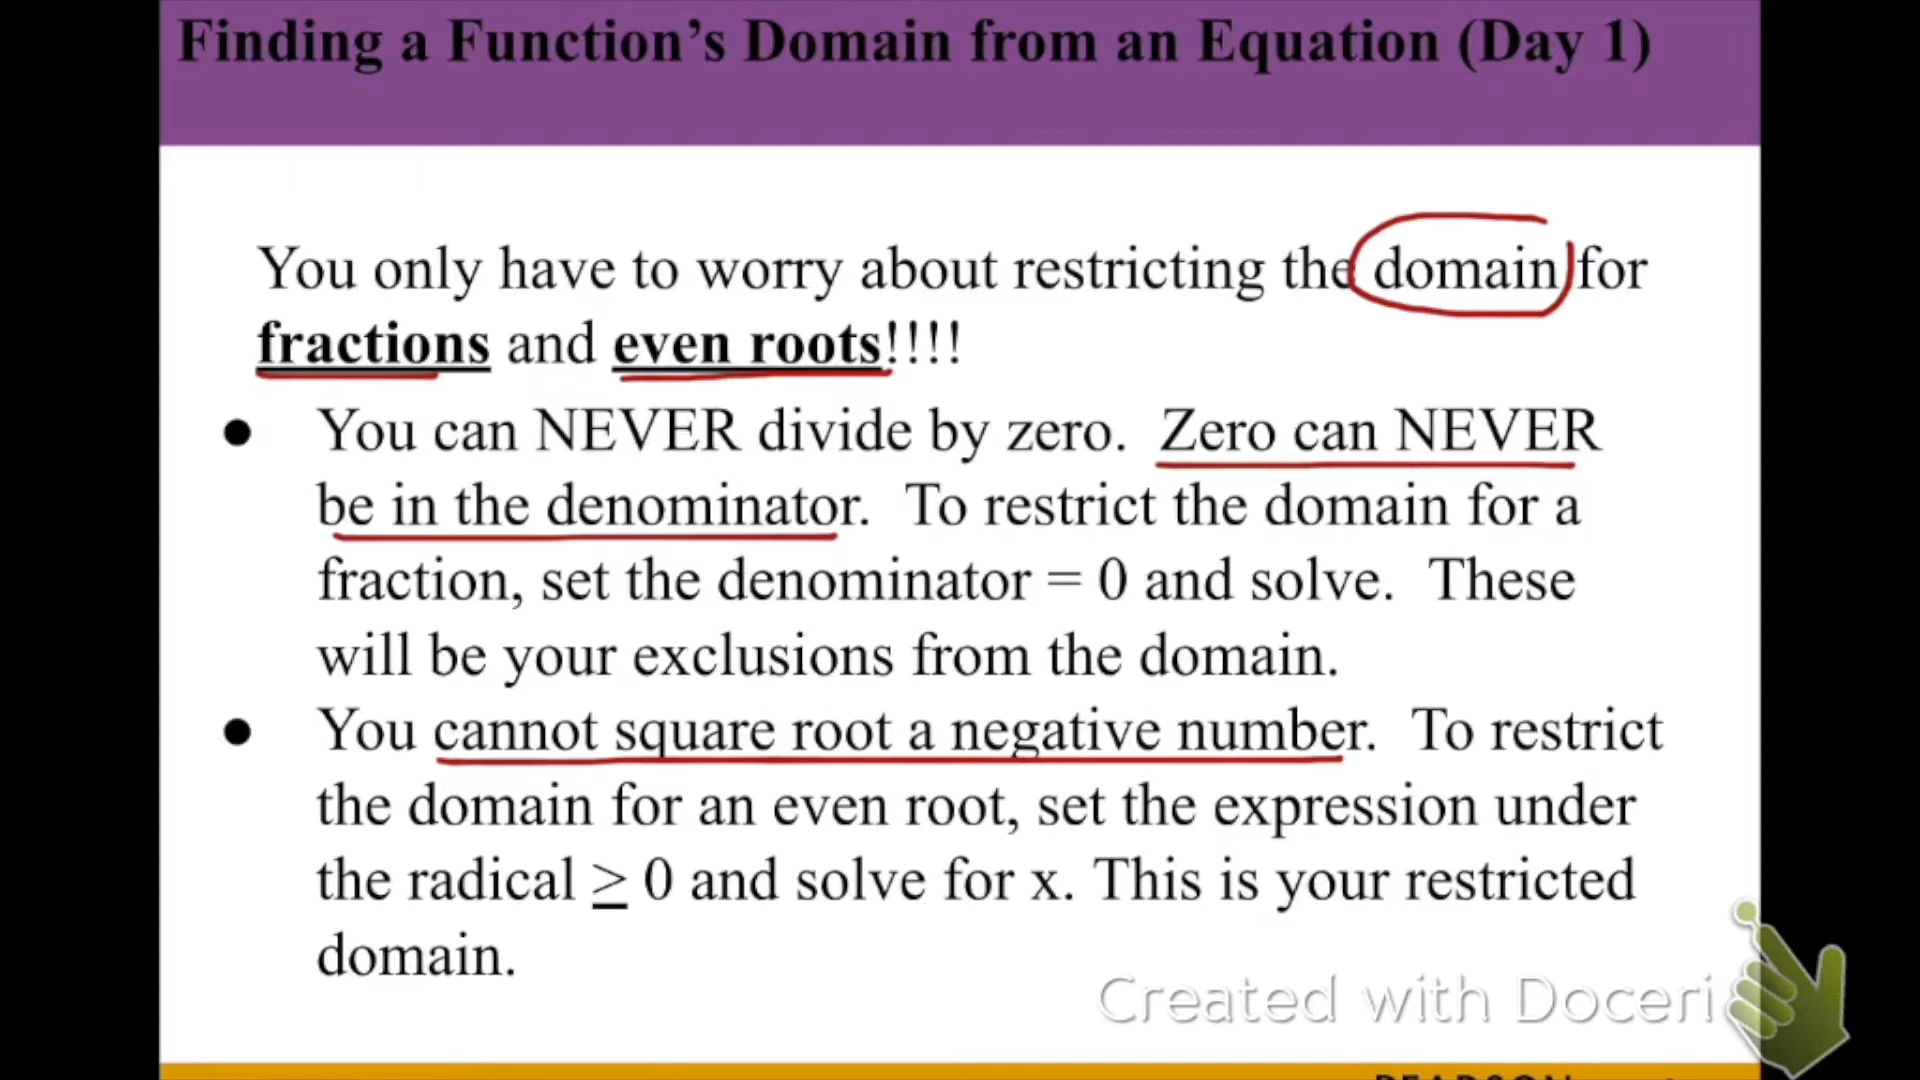 Finding a Function’s Domain from an Equation (Day 1)
You only have to worry about restricting the domain for
fractions and even roots!!!!
● You can NEVER divide by zero.  Zero can NEVER
be in the denominator.  To restrict the domain for a
fraction, set the denominator = 0 and solve.  These
will be your exclusions from the domain.
● You cannot square root a negative number.  To restrict
the domain for an even root, set the expression under
the radical ≥ 0 and solve for x. This is your restricted
domain.
Created with Doceri
PEARSON